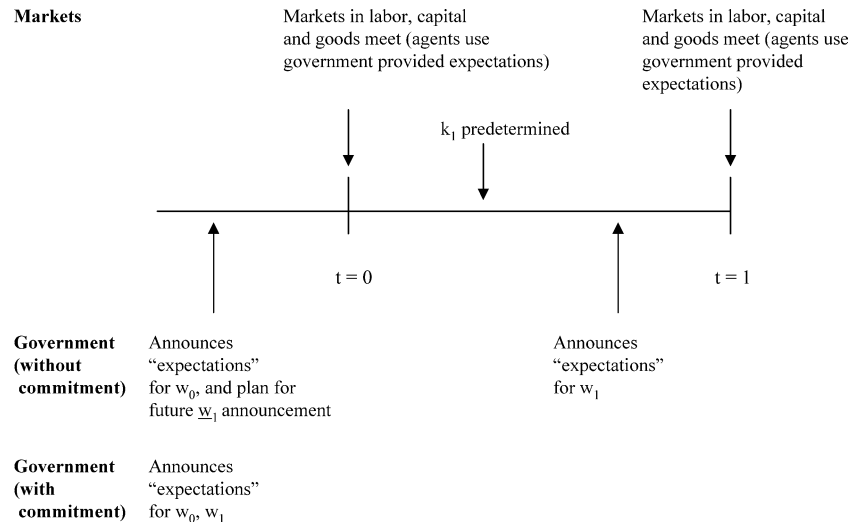 Markets
Markets in labor, capital
and goods meet (agents use
government provided expectations)
Markets in labor, capital
and goods meet (agents use
government provided
expectations)
k₁ predetermined
t = 0
t = 1
Government
(without
commitment)
Announces
“expectations”
for w₀, and plan for
future w₁ announcement
Announces
“expectations”
for w₁
Government
(with
commitment)
Announces
“expectations”
for w₀, w₁